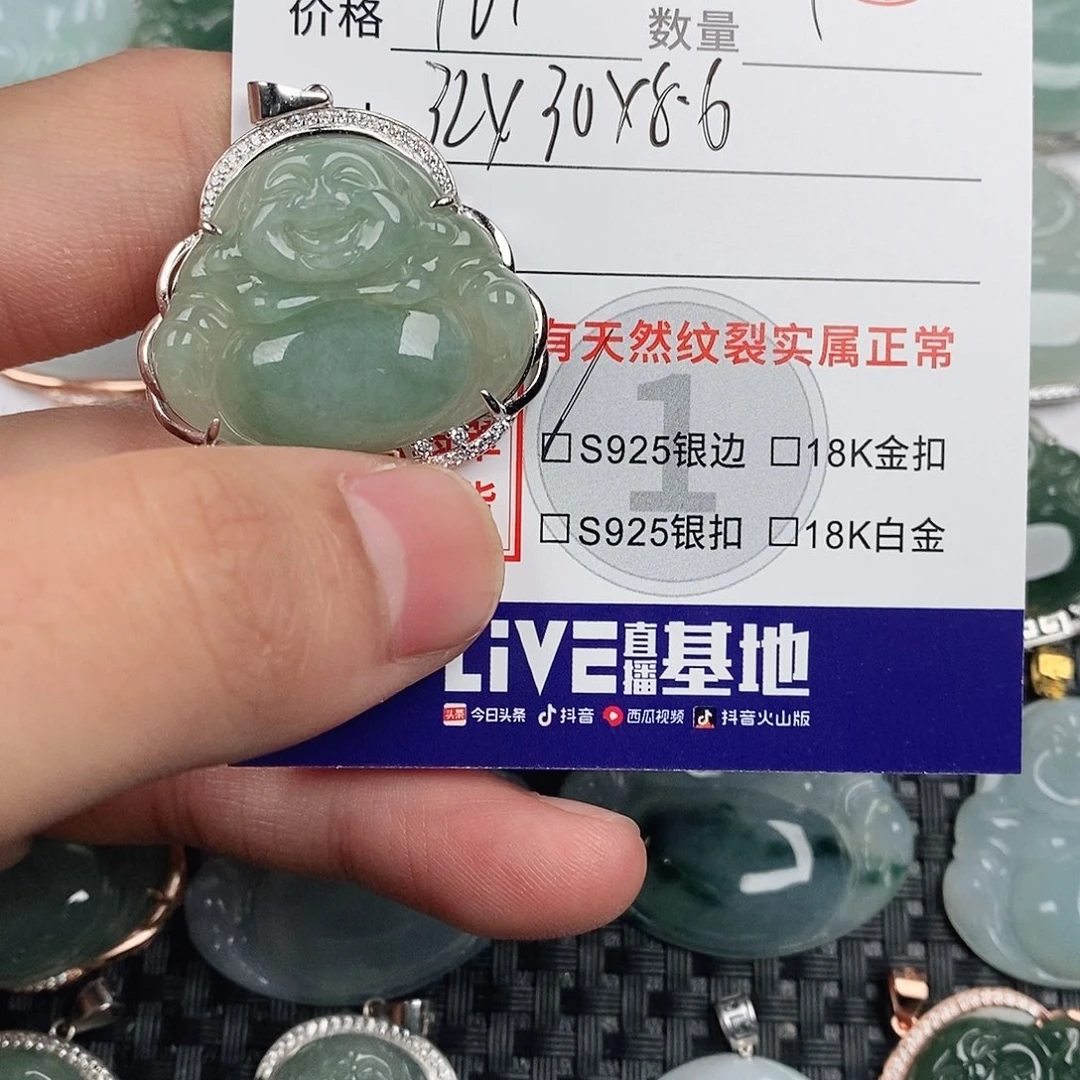 价格 数量
32X30X8.6
有天然纹裂实属正常
☐S925银边 ☐18K金扣
1
☐S925银扣 ☐18K白金
LiVE直播基地
头条 今日头条 抖音 西瓜视频 抖音火山版